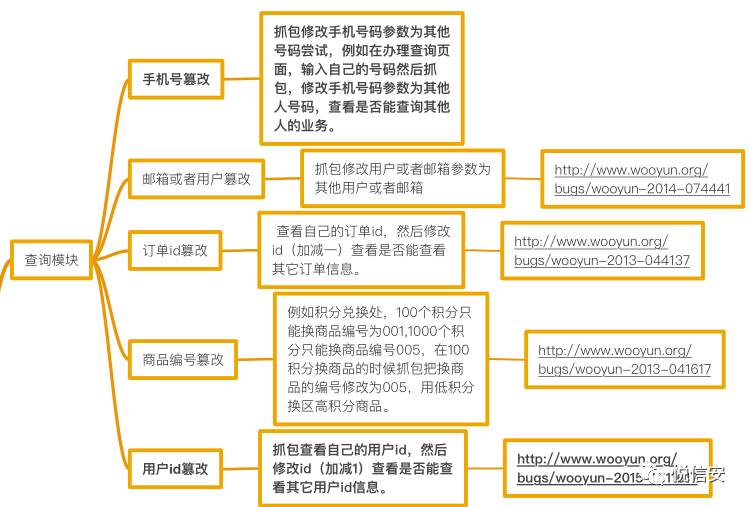 抓包修改手机号码参数为其他
号码尝试，例如在办理查询页
面，输入自己的号码然后抓
包，修改手机号码参数为其他
人号码，查看是否能查询其他
人的业务。
手机号篡改
邮箱或者用户篡改
抓包修改用户或者邮箱参数为
其他用户或者邮箱
http://www.wooyun.org/
bugs/wooyun-2014-074441
查询模块
订单id篡改
查看自己的订单id，然后修改
id（加减一）查看是否能查看
其它订单信息。
http://www.wooyun.org/
bugs/wooyun-2013-044137
商品编号篡改
例如积分兑换处，100个积分只
能换商品编号为001,1000个积
分只能换商品编号005，在100
积分换商品的时候抓包把换商
品的编号修改为005，用低积分
换区高积分商品。
http://www.wooyun.org/
bugs/wooyun-2013-041617
用户id篡改
抓包查看自己的用户id，然后
修改id（加减1）查看是否能查
看其它用户id信息。
http://www.wooyun.org/
bugs/wooyun-2015-
悦信安